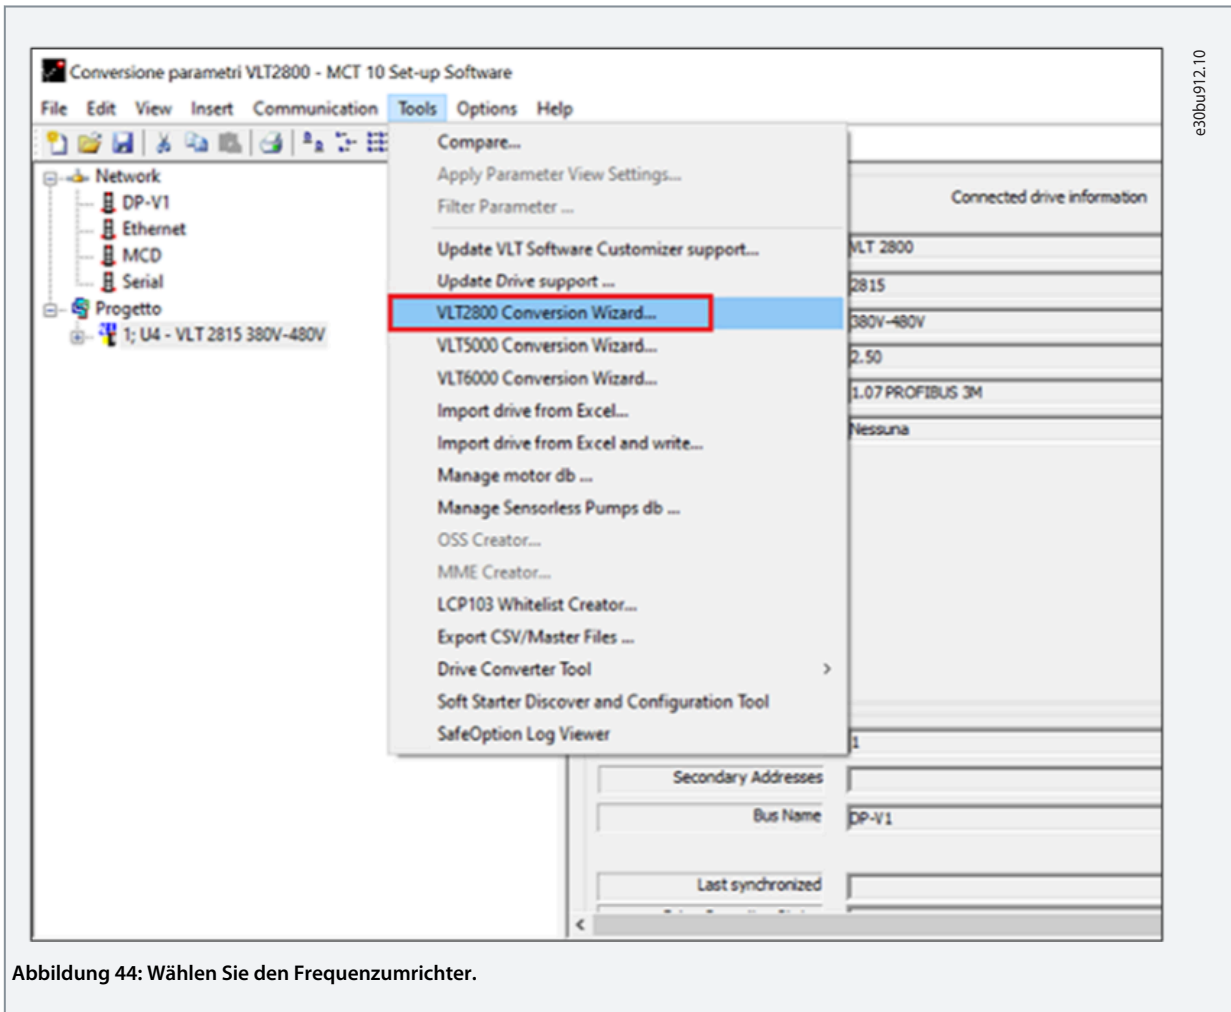 Conversione parametri VLT2800 - MCT 10 Set-up Software
File Edit View Insert Communication Tools Options Help
Network
DP-V1
Ethernet
MCD
Serial
Progetto
1; U4 - VLT 2815 380V-480V
Compare...
Apply Parameter View Settings...
Filter Parameter ...
Update VLT Software Customizer support...
Update Drive support ...
VLT2800 Conversion Wizard...
VLT5000 Conversion Wizard...
VLT6000 Conversion Wizard...
Import drive from Excel...
Import drive from Excel and write...
Manage motor db ...
Manage Sensorless Pumps db ...
OSS Creator...
MME Creator...
LCP103 Whitelist Creator...
Export CSV/Master Files ...
Drive Converter Tool >
Soft Starter Discover and Configuration Tool
SafeOption Log Viewer
Connected drive information
VLT 2800
2815
380V-480V
2.50
1.07 PROFIBUS 3M
Nessuna
1
Secondary Addresses
Bus Name DP-V1
Last synchronized
e30bu912.10
Abbildung 44: Wählen Sie den Frequenzumrichter.